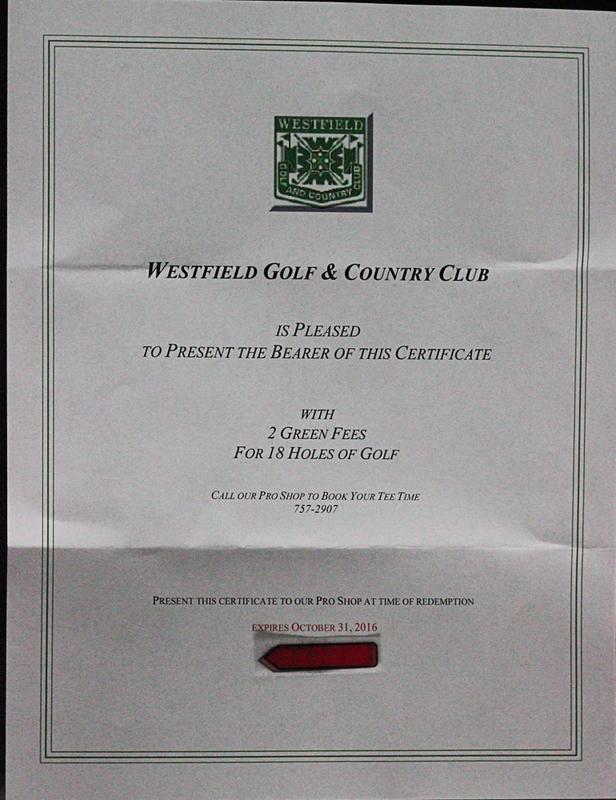 WESTFIELD
GOLF AND COUNTRY CLUB
WESTFIELD GOLF & COUNTRY CLUB
IS PLEASED
TO PRESENT THE BEARER OF THIS CERTIFICATE
WITH
2 GREEN FEES
FOR 18 HOLES OF GOLF
CALL OUR PRO SHOP TO BOOK YOUR TEE TIME
757-2907
PRESENT THIS CERTIFICATE TO OUR PRO SHOP AT TIME OF REDEMPTION
EXPIRES OCTOBER 31, 2016